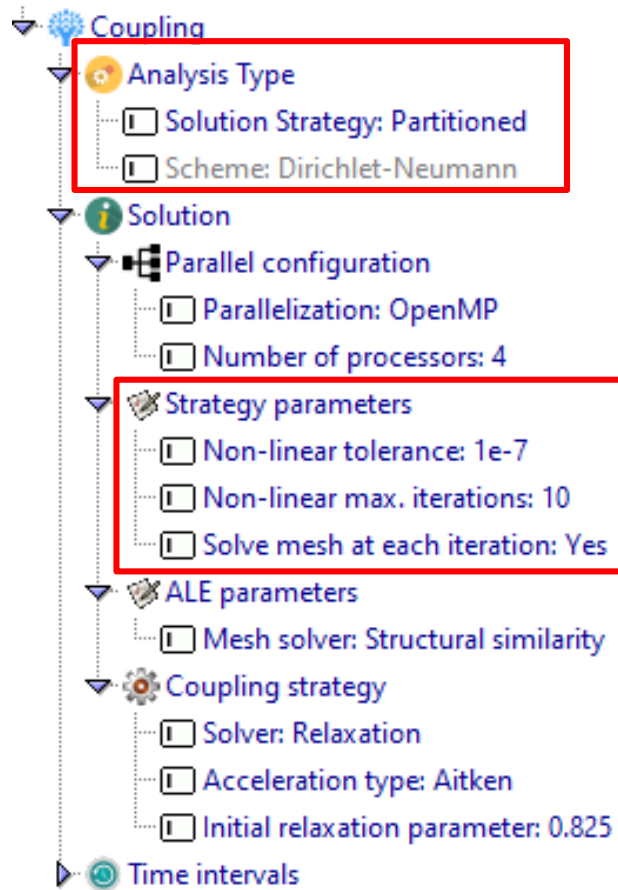 Coupling
Analysis Type
Solution Strategy: Partitioned
Scheme: Dirichlet-Neumann
Solution
Parallel configuration
Parallelization: OpenMP
Number of processors: 4
Strategy parameters
Non-linear tolerance: 1e-7
Non-linear max. iterations: 10
Solve mesh at each iteration: Yes
ALE parameters
Mesh solver: Structural similarity
Coupling strategy
Solver: Relaxation
Acceleration type: Aitken
Initial relaxation parameter: 0.825
Time intervals